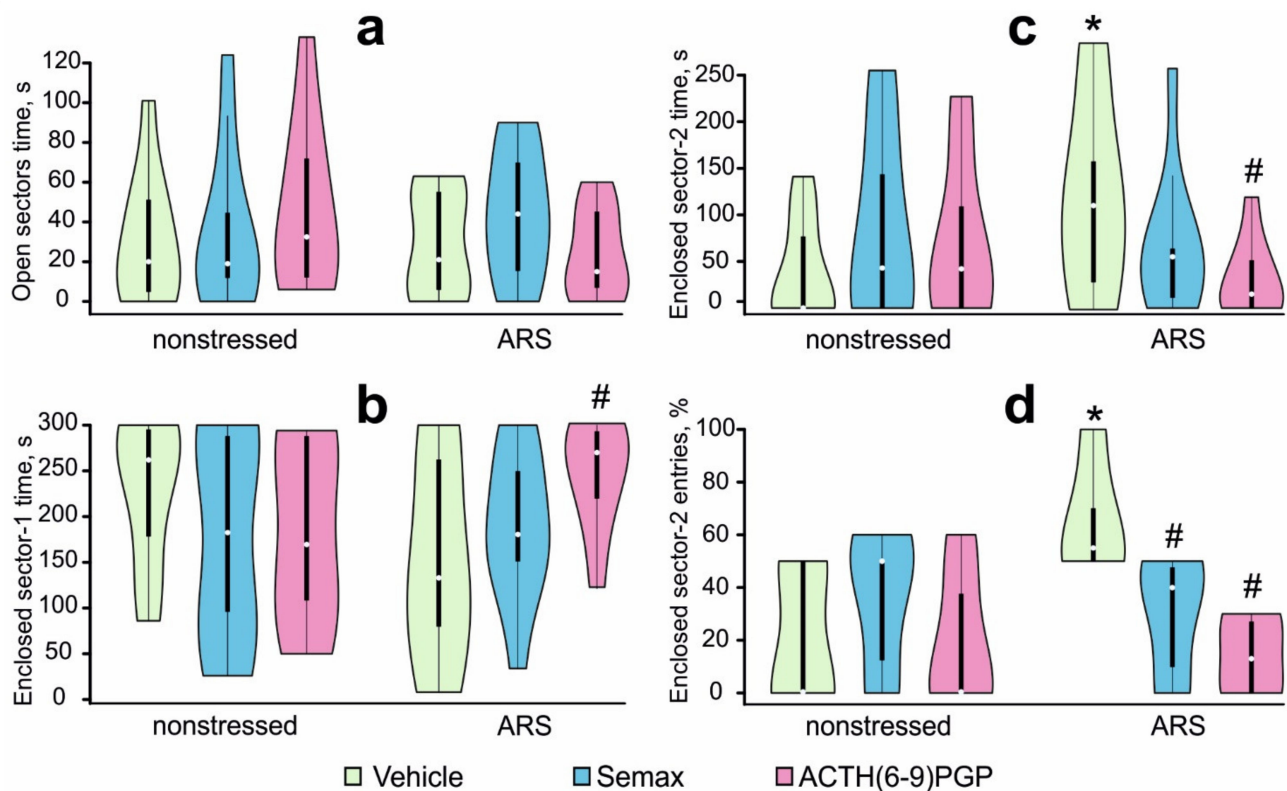 a
Open sectors time, s
120
100
80
60
40
20
0
nonstressed
ARS
c
*
#
Enclosed sector-2 time, s
250
200
150
100
50
0
nonstressed
ARS
b
#
Enclosed sector-1 time, s
300
250
200
150
100
50
0
nonstressed
ARS
d
*
#
#
Enclosed sector-2 entries, %
100
80
60
40
20
0
nonstressed
ARS
Vehicle
Semax
ACTH(6-9)PGP